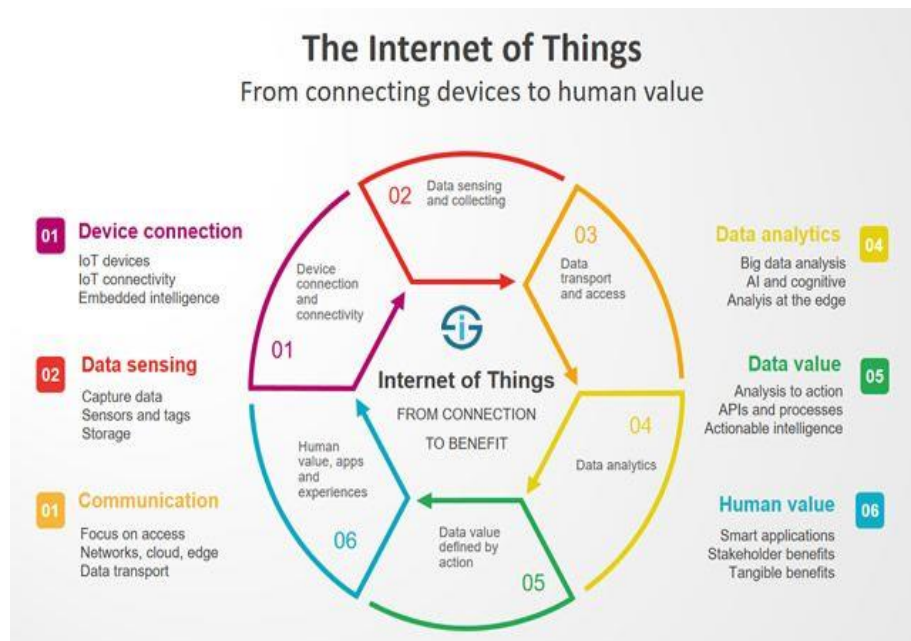 The Internet of Things
From connecting devices to human value
01
Device connection
IoT devices
IoT connectivity
Embedded intelligence
02
Data sensing
Capture data
Sensors and tags
Storage
01
Communication
Focus on access
Networks, cloud, edge
Data transport
Device
connection
and
connectivity
01
02
Data sensing
and collecting
03
Data
transport
and access
04
Data analytics
Data value
defined by
action
05
Human
value, apps
and
experiences
06
Internet of Things
FROM CONNECTION
TO BENEFIT
Data analytics
04
Big data analysis
AI and cognitive
Analyis at the edge
Data value
05
Analysis to action
APIs and processes
Actionable intelligence
Human value
06
Smart applications
Stakeholder benefits
Tangible benefits